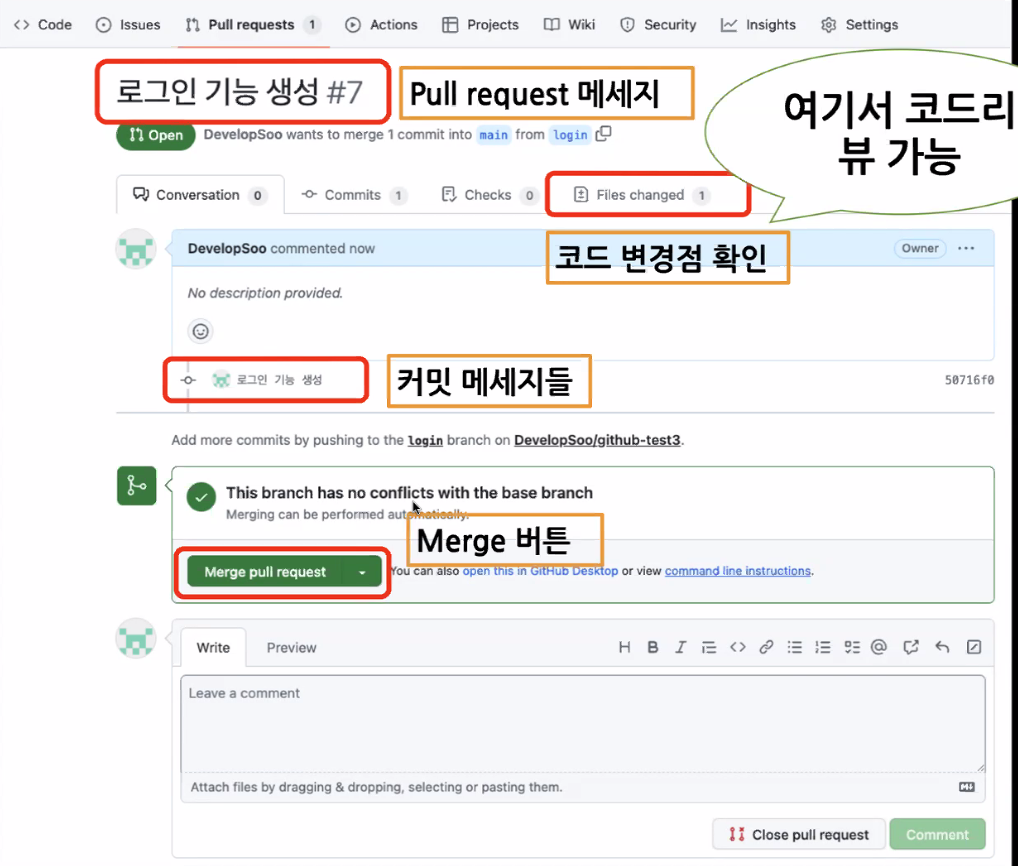 Code Issues Pull requests 1 Actions Projects Wiki Security Insights Settings
로그인 기능 생성 #7
Pull request 메세지
여기서 코드리
뷰 가능
Open DevelopSoo wants to merge 1 commit into main from login
Conversation 0 Commits 1 Checks 0 Files changed 1
DevelopSoo commented now Owner
코드 변경점 확인
No description provided.
로그인 기능 생성 50716f0
커밋 메세지들
Add more commits by pushing to the login branch on DevelopSoo/github-test3.
This branch has no conflicts with the base branch
Merging can be performed automatically.
Merge 버튼
Merge pull request You can also open this in GitHub Desktop or view command line instructions.
Write Preview
Leave a comment
Attach files by dragging & dropping, selecting or pasting them.
Close pull request Comment